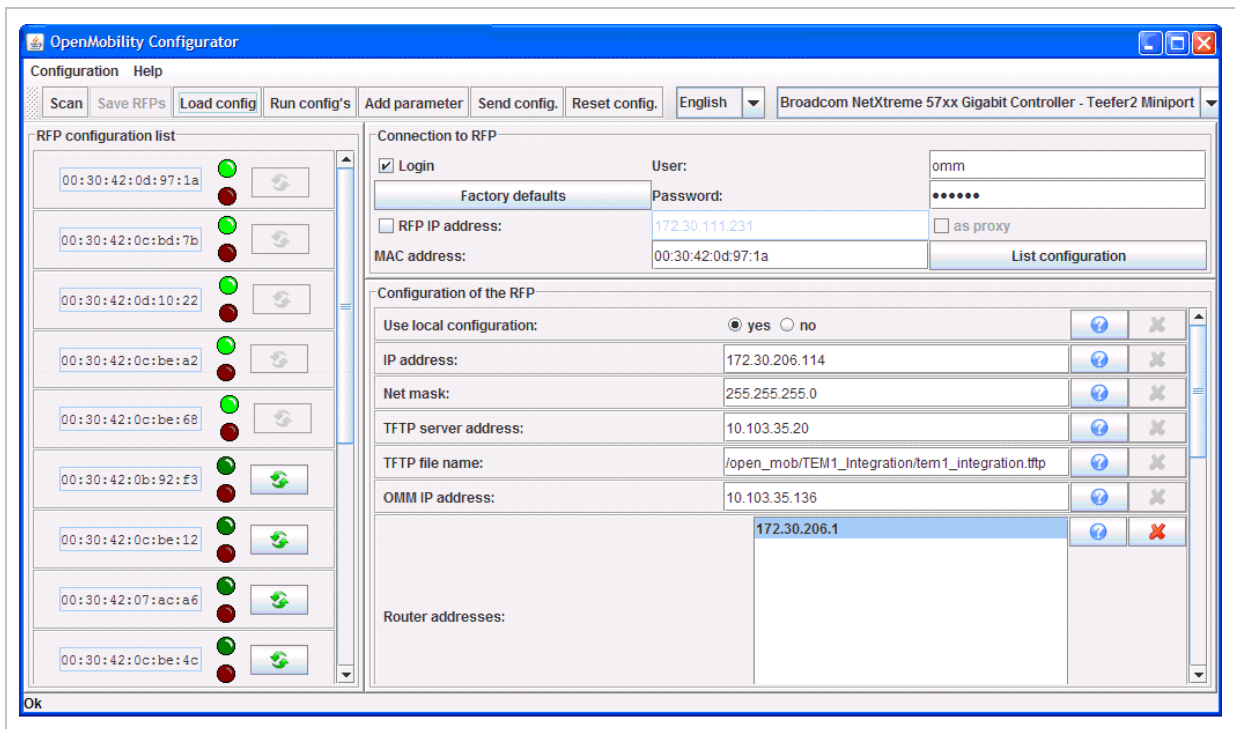 OpenMobility Configurator
Configuration Help
Scan Save RFPs Load config Run config's Add parameter Send config. Reset config. English Broadcom NetXtreme 57xx Gigabit Controller - Teefer2 Miniport
RFP configuration list
00:30:42:0d:97:1a
00:30:42:0c:bd:7b
00:30:42:0d:10:22
00:30:42:0c:be:a2
00:30:42:0c:be:68
00:30:42:0b:92:f3
00:30:42:0c:be:12
00:30:42:07:ac:a6
00:30:42:0c:be:4c
Connection to RFP
Login User: omm
Factory defaults Password: ••••••
RFP IP address: 172.30.111.231 as proxy
MAC address: 00:30:42:0d:97:1a List configuration
Configuration of the RFP
Use local configuration: yes no
IP address: 172.30.206.114
Net mask: 255.255.255.0
TFTP server address: 10.103.35.20
TFTP file name: /open_mob/TEM1_Integration/tem1_integration.tftp
OMM IP address: 10.103.35.136
172.30.206.1
Router addresses:
Ok